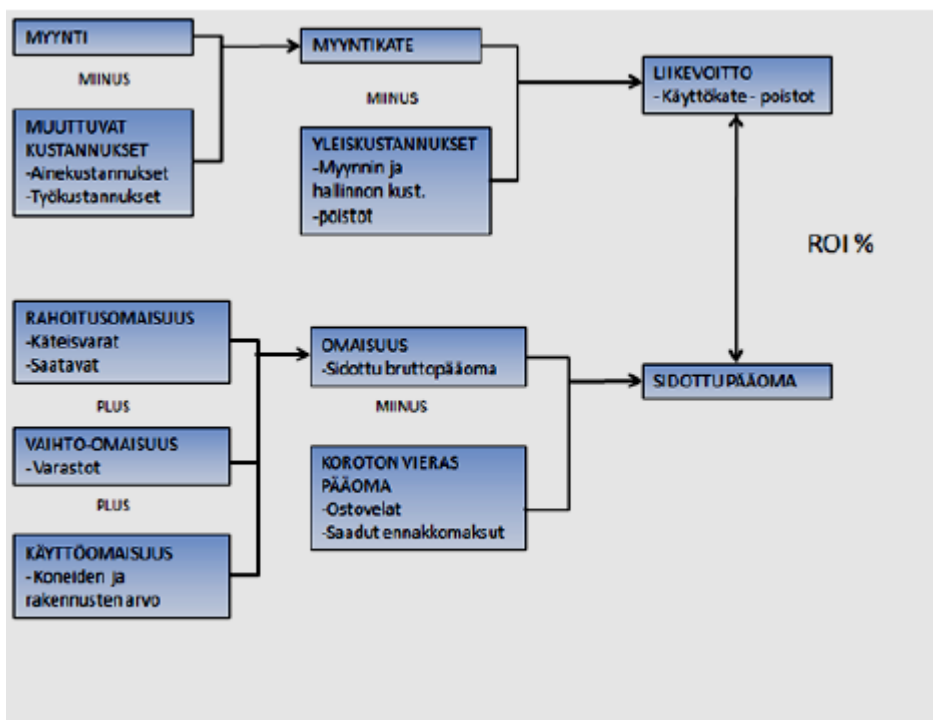 MYYNTI
MIINUS
MUUTTUVAT
KUSTANNUKSET
-Ainekustannukset
-Työkustannukset
MYYNTIKATE
MIINUS
YLEISKUSTANNUKSET
-Myynnin ja
hallinnon kust.
-poistot
LIIKEVOITTO
- Käyttökate - poistot
ROI %
RAHOITUSOMAISUUS
-Käteisvarat
-Saatavat
PLUS
VAIHTO-OMAISUUS
-Varastot
PLUS
KÄYTTÖOMAISUUS
-Koneiden ja
rakennusten arvo
OMAISUUS
-Sidottu bruttopääoma
MIINUS
KOROTON VIERAS
PÄÄOMA
-Ostovelat
-Saadut ennakkomaksut
SIDOTTU PÄÄOMA